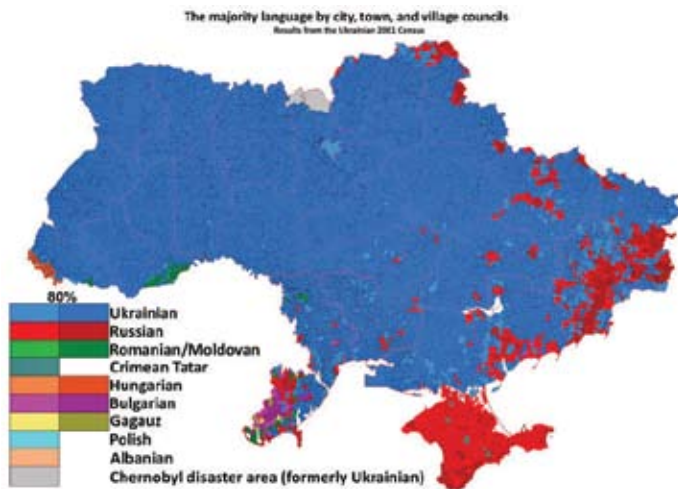 The majority language by city, town, and village councils
Results from the Ukrainian 2001 Census
80%
Ukrainian
Russian
Romanian/Moldovan
Crimean Tatar
Hungarian
Bulgarian
Gagauz
Polish
Albanian
Chernobyl disaster area (formerly Ukrainian)